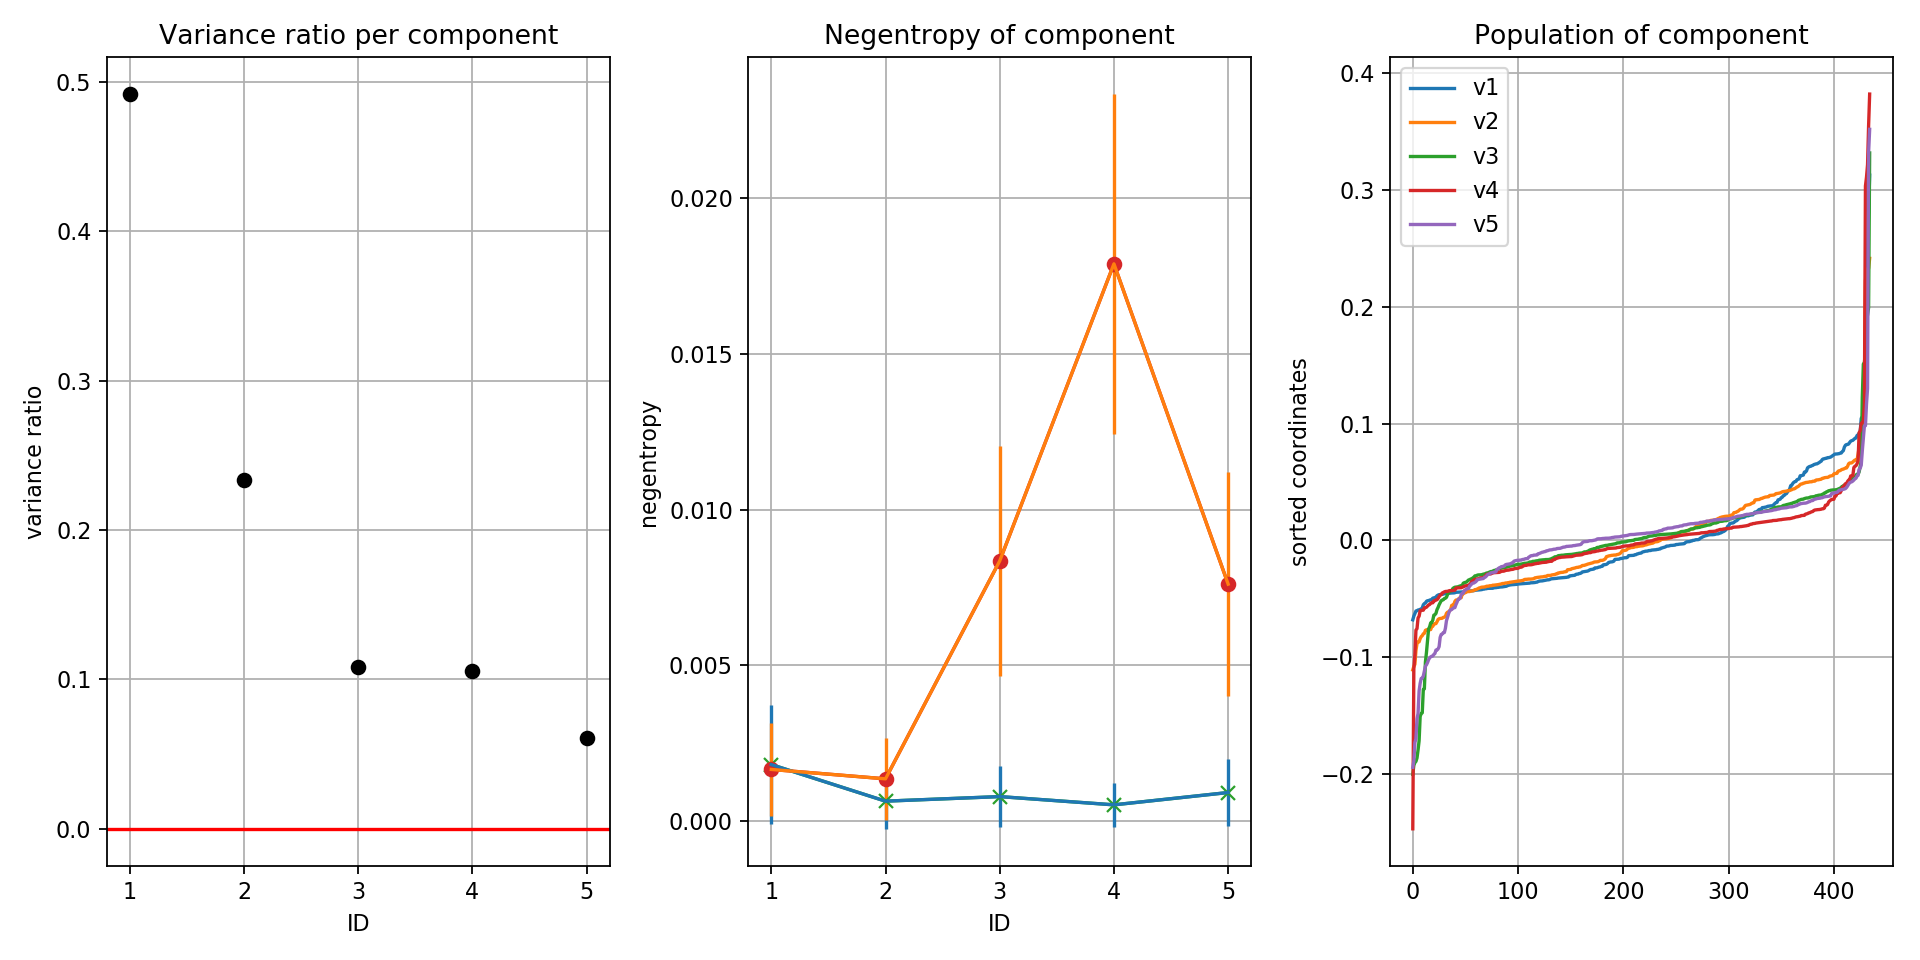 Variance ratio per component
variance ratio
0.5
0.4
0.3
0.2
0.1
0.0
1 2 3 4 5
ID
Negentropy of component
negentropy
0.020
0.015
0.010
0.005
0.000
1 2 3 4 5
ID
Population of component
sorted coordinates
0.4
0.3
0.2
0.1
0.0
−0.1
−0.2
0 100 200 300 400
v1
v2
v3
v4
v5